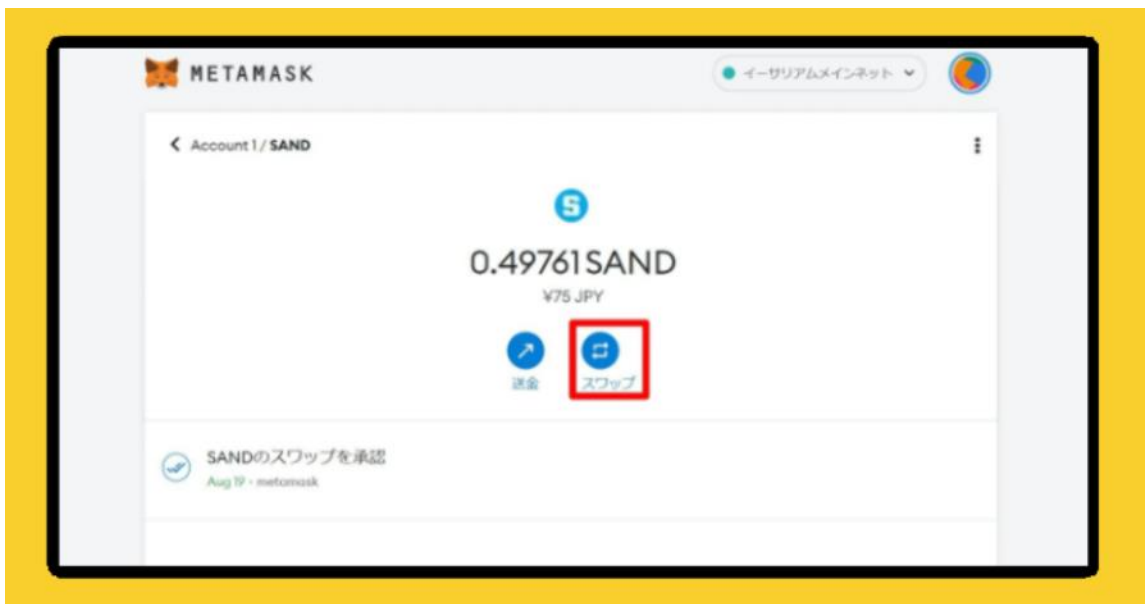 METAMASK
イーサリアムメインネット
Account 1 / SAND
S
0.49761 SAND
¥75 JPY
送金
スワップ
SANDのスワップを承認
Aug 19 · metamask